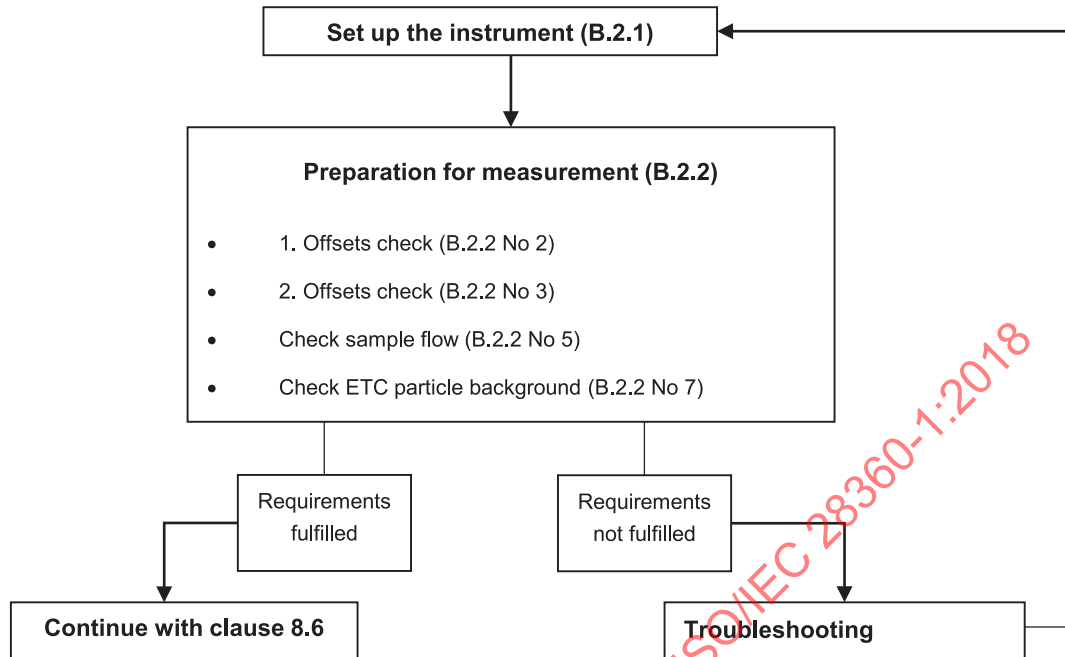 Set up the instrument (B.2.1)
Preparation for measurement (B.2.2)
• 1. Offsets check (B.2.2 No 2)
• 2. Offsets check (B.2.2 No 3)
• Check sample flow (B.2.2 No 5)
• Check ETC particle background (B.2.2 No 7)
Requirements
fulfilled
Requirements
not fulfilled
Continue with clause 8.6
Troubleshooting
SO/IEC 28360-1:2018